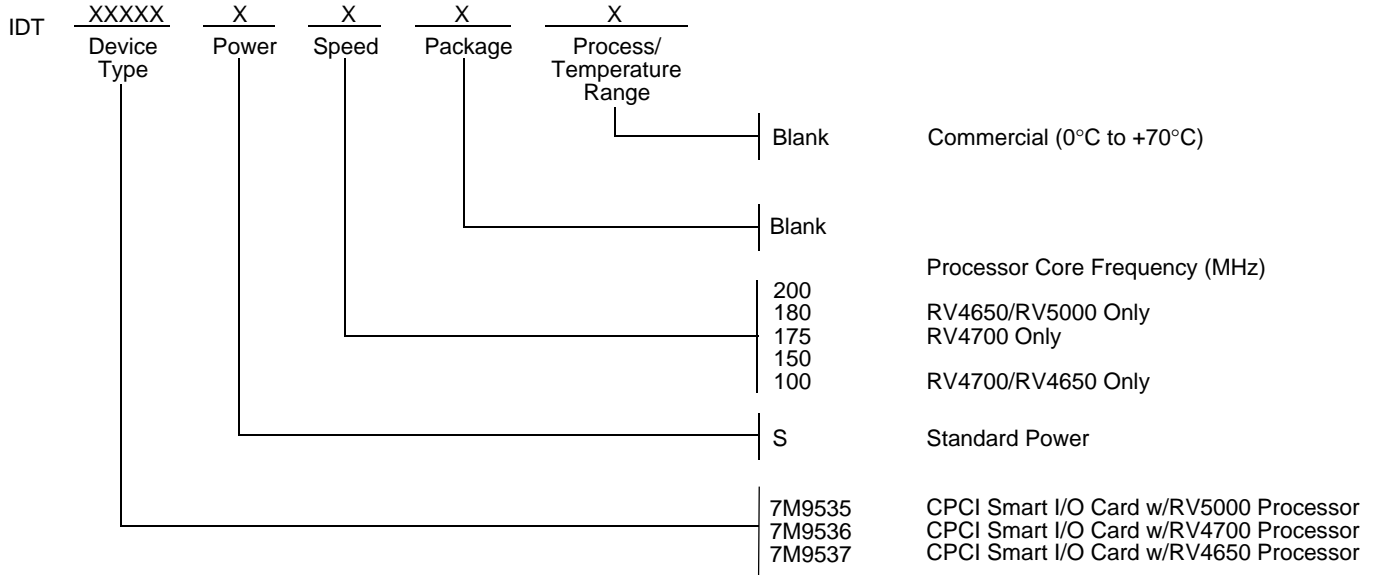 IDT XXXXX X X X X
Device Type
Power
Speed
Package
Process/
Temperature
Range
Blank Commercial (0°C to +70°C)
Blank
Processor Core Frequency (MHz)
200
180 RV4650/RV5000 Only
175 RV4700 Only
150
100 RV4700/RV4650 Only
S Standard Power
7M9535 CPCI Smart I/O Card w/RV5000 Processor
7M9536 CPCI Smart I/O Card w/RV4700 Processor
7M9537 CPCI Smart I/O Card w/RV4650 Processor